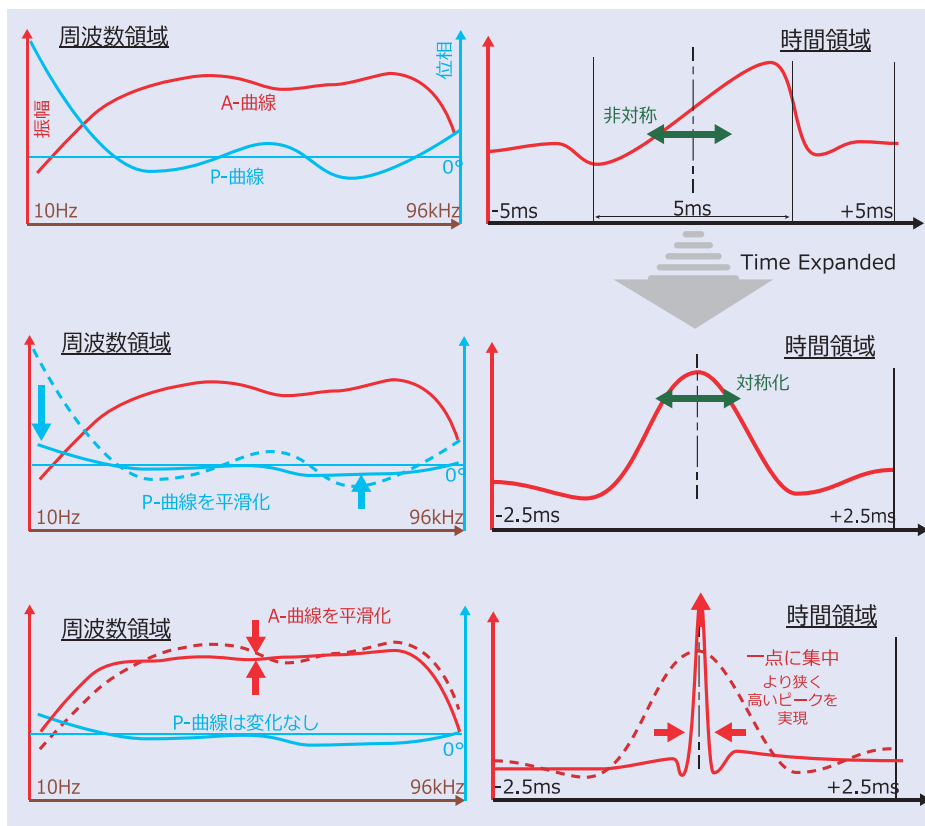 周波数領域
位相
振幅
A-曲線
P-曲線
0°
10Hz
96kHz
時間領域
非対称
-5ms
5ms
+5ms
Time Expanded
周波数領域
0°
P-曲線を平滑化
10Hz
96kHz
時間領域
対称化
-2.5ms
+2.5ms
周波数領域
A-曲線を平滑化
P-曲線は変化なし
0°
10Hz
96kHz
時間領域
一点に集中
より狭く
高いピークを
実現
-2.5ms
+2.5ms